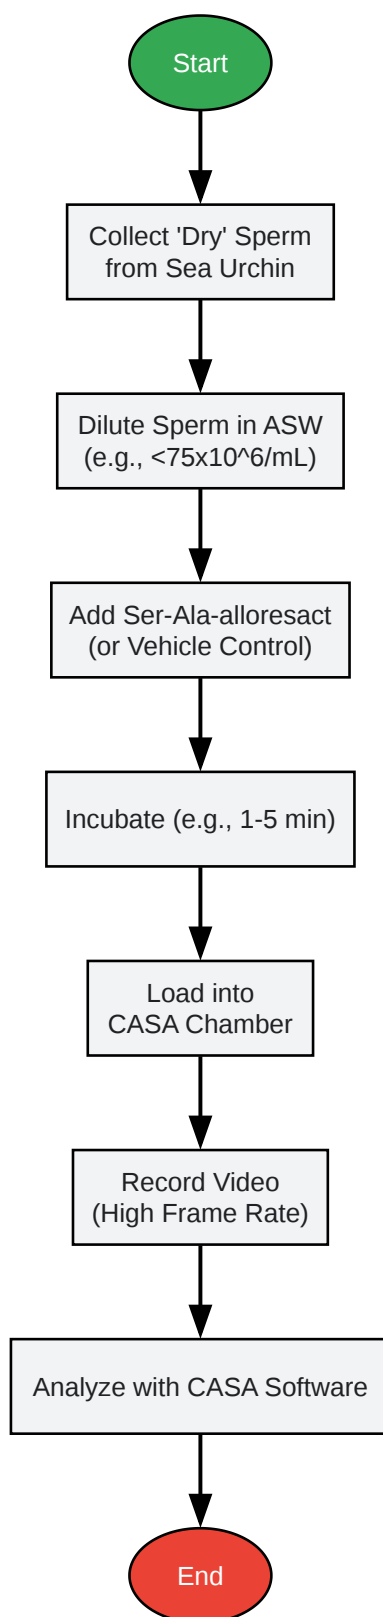 Start
Collect 'Dry' Sperm
from Sea Urchin
Dilute Sperm in ASW
(e.g., <75x10^6/mL)
Add Ser-Ala-alloresact
(or Vehicle Control)
Incubate (e.g., 1-5 min)
Load into
CASA Chamber
Record Video
(High Frame Rate)
Analyze with CASA Software
End